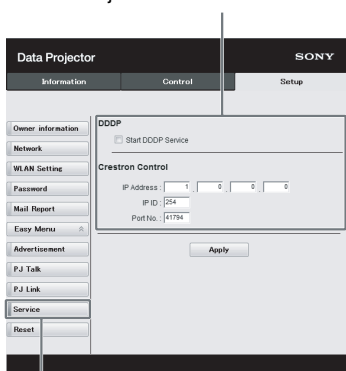 Data Projector
SONY
Information
Control
Setup
Owner information
Network
WLAN Setting
Password
Mail Report
Easy Menu
Advertisement
PJ Talk
PJ Link
Service
Reset
DDDP
Start DDDP Service
Crestron Control
IP Address : 1 . 0 . 0 . 0
IP ID : 254
Port No. : 41794
Apply